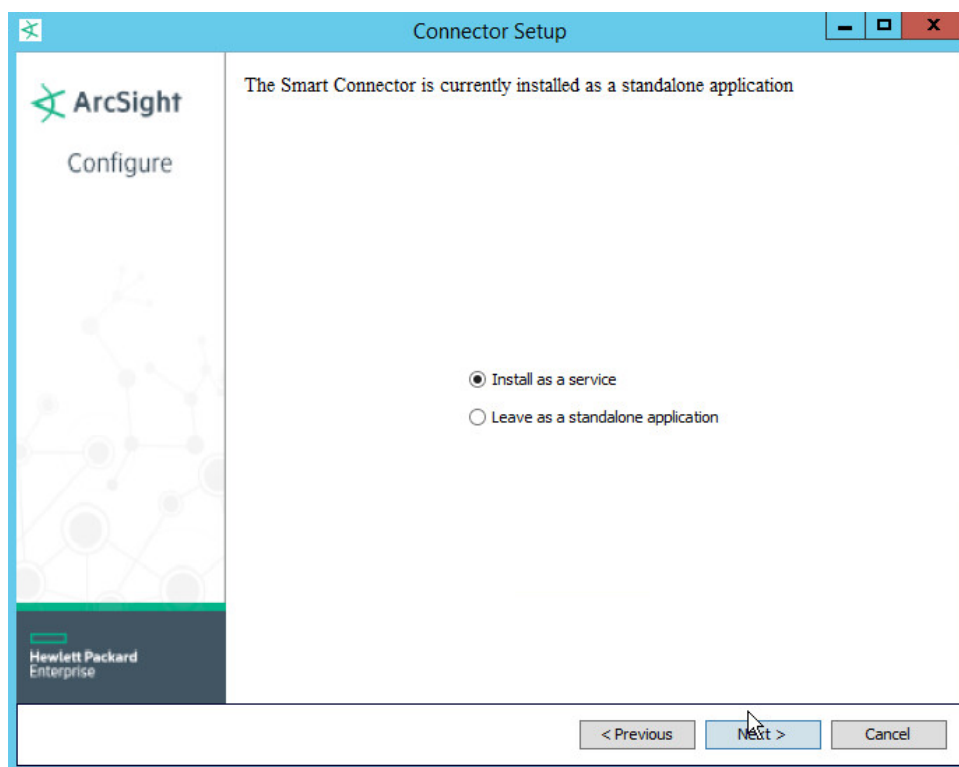 Connector Setup
ArcSight
Configure
The Smart Connector is currently installed as a standalone application
Install as a service
Leave as a standalone application
Hewlett Packard
Enterprise
< Previous
Next >
Cancel